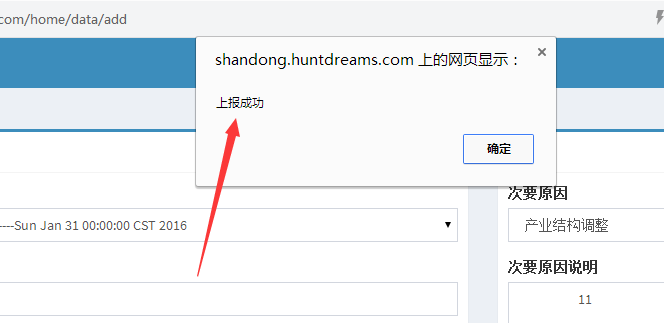 com/home/data/add
shandong.huntdreams.com 上的网页显示：
上报成功
确定
----Sun Jan 31 00:00:00 CST 2016
次要原因
产业结构调整
次要原因说明
11